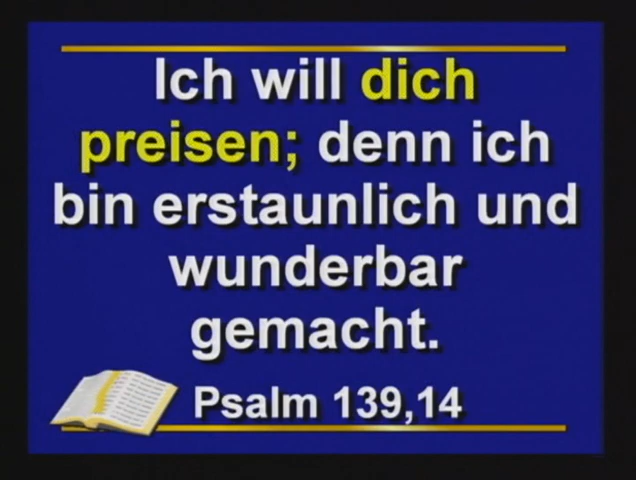 Ich will dich
preisen; denn ich
bin erstaunlich und
wunderbar
gemacht.
Psalm 139,14